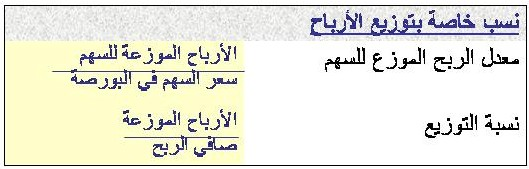 نسب خاصة بتوزيع الأرباح
معدل الربح الموزع للسهم
الأرباح الموزعة للسهم
سعر السهم في البورصة
نسبة التوزيع
الأرباح الموزعة
صافي الربح